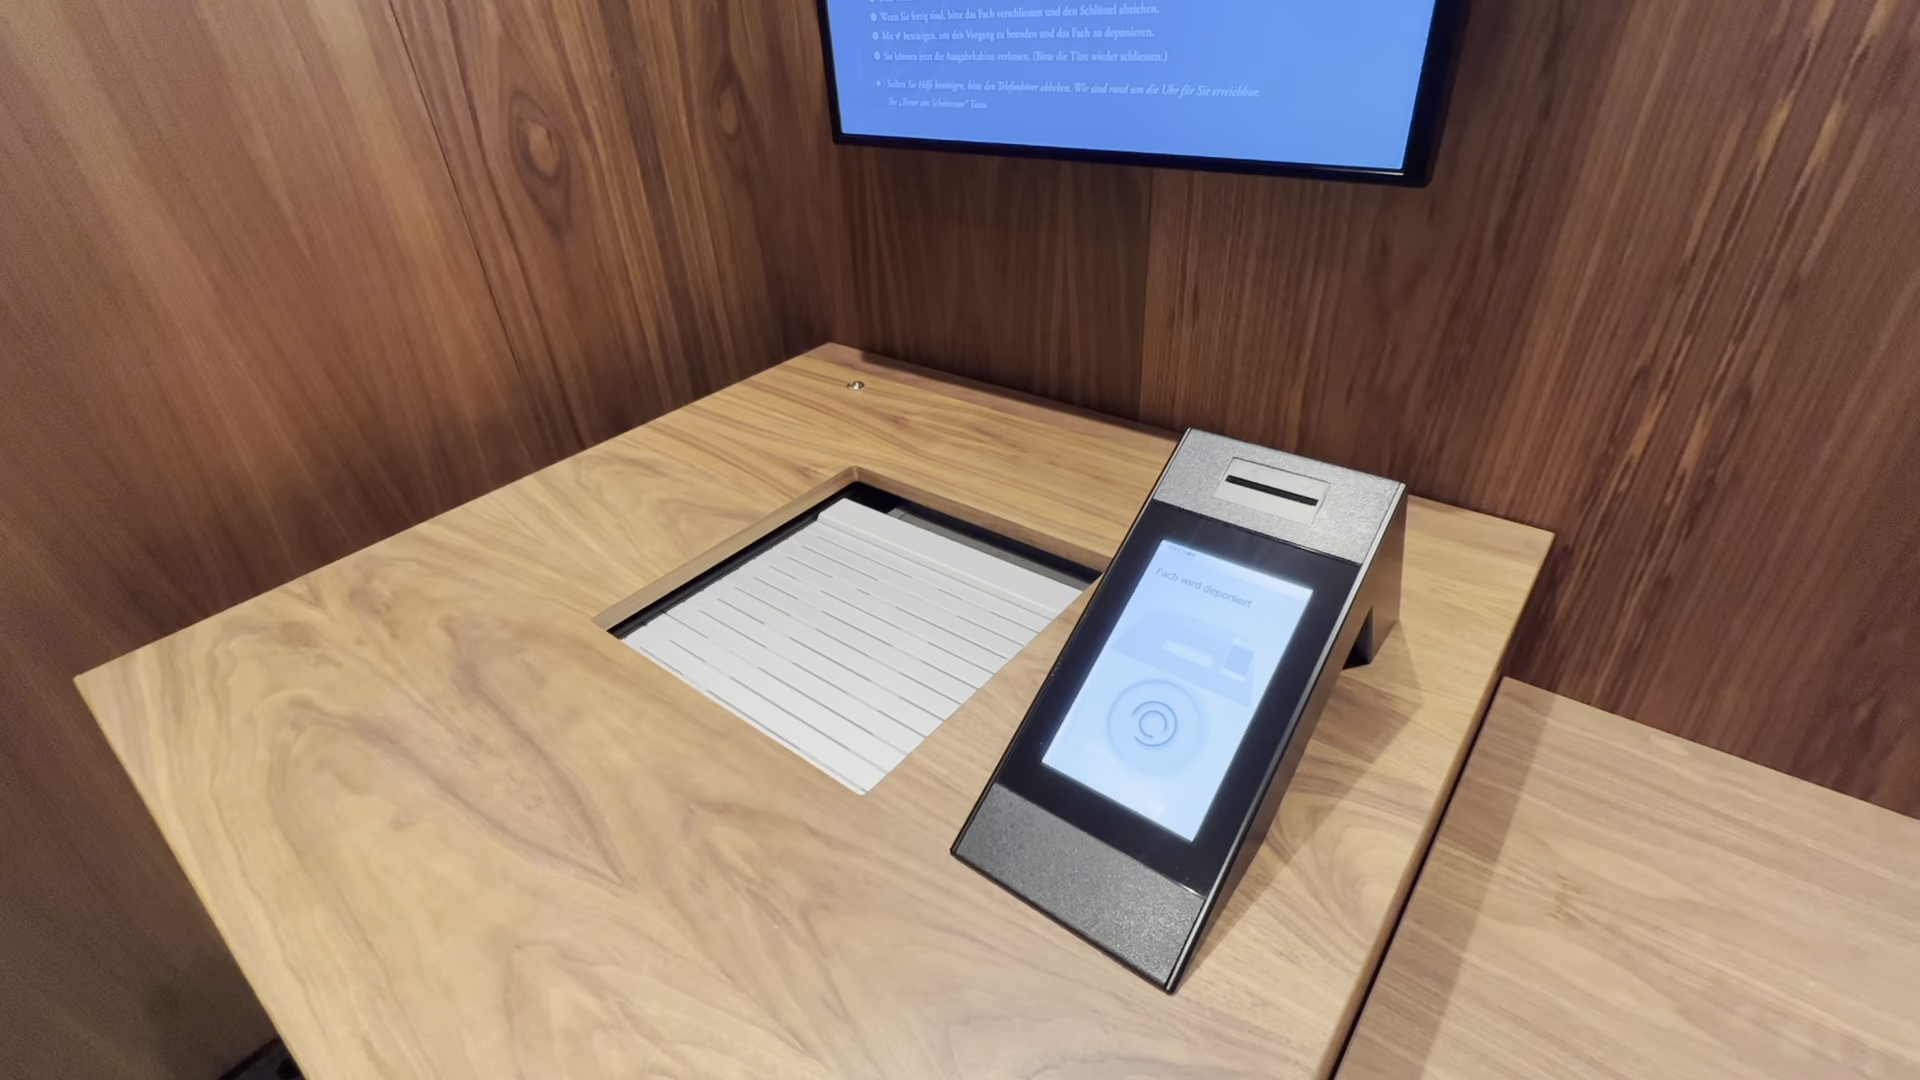 Wenn Sie fertig sind, bitte das Fach verschliessen und den Schlüssel abziehen.
Mit ✔ bestätigen, um den Vorgang zu beenden und das Fach zu deponieren.
Sie können jetzt die Ausgabekabine verlassen. (Bitte die Türe wieder schliessen.)
Sollten Sie Hilfe benötigen, bitte den Telefonhörer abheben. Wir sind rund um die Uhr für Sie erreichbar.
Ihr „Tresor am Schottentor“ Team
Fach wird deponiert